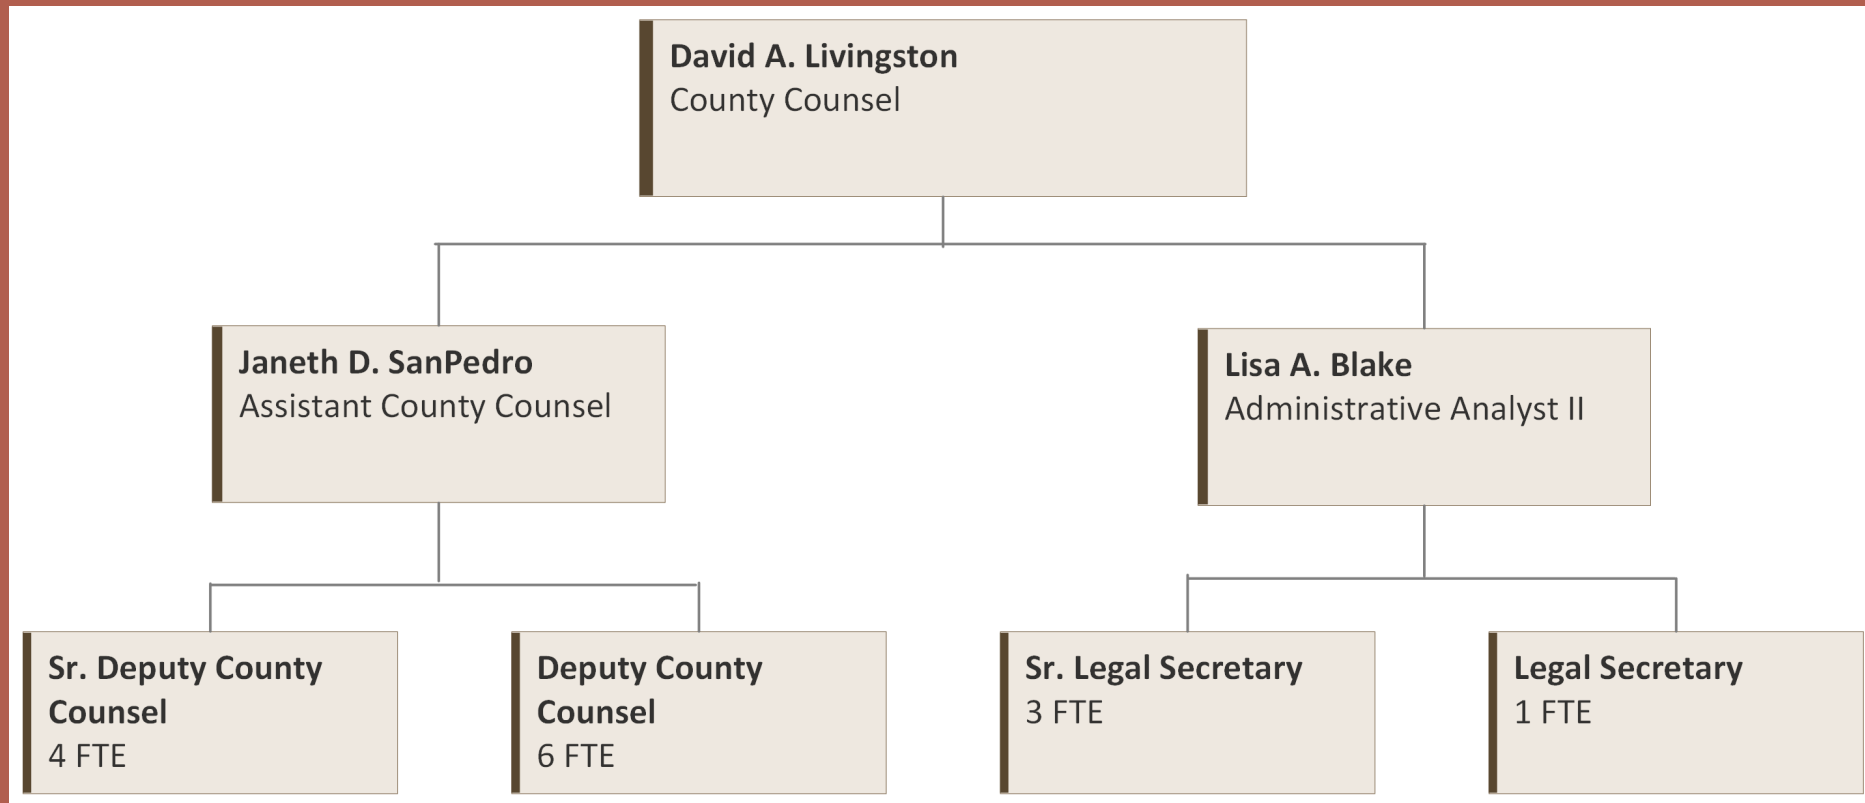 David A. Livingston
County Counsel
Janeth D. SanPedro
Assistant County Counsel
Lisa A. Blake
Administrative Analyst II
Sr. Deputy County
Counsel
4 FTE
Deputy County
Counsel
6 FTE
Sr. Legal Secretary
3 FTE
Legal Secretary
1 FTE